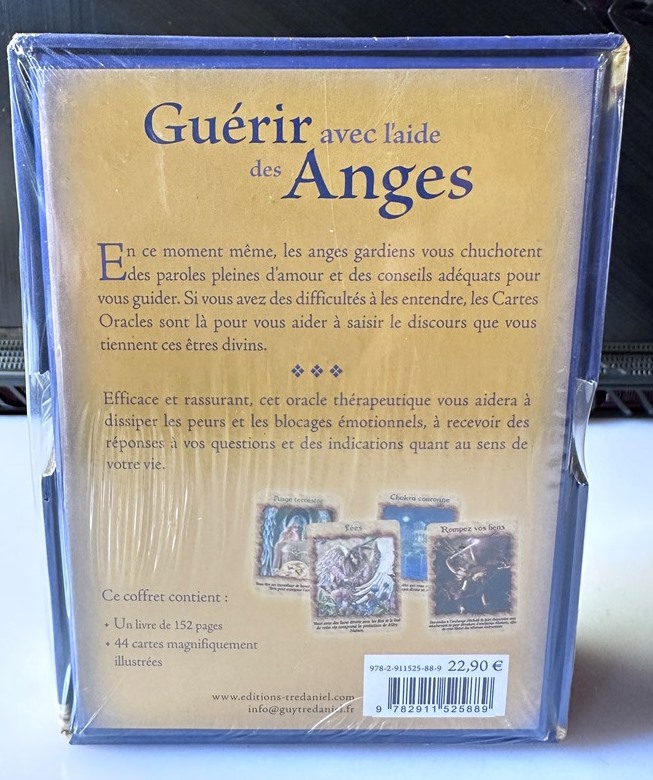 Guérir avec l'aide
des Anges
En ce moment même, les anges gardiens vous chuchotent
des paroles pleines d'amour et des conseils adéquats pour
vous guider. Si vous avez des difficultés à les entendre, les Cartes
Oracles sont là pour vous aider à saisir le discours que vous
tiennent ces êtres divins.
Efficace et rassurant, cet oracle thérapeutique vous aidera à
dissiper les peurs et les blocages émotionnels, à recevoir des
réponses à vos questions et des indications quant au sens de
votre vie.
Ange terrestre
Chakra couronne
Fées
Rompez vos liens
Ce coffret contient :
• Un livre de 152 pages
• 44 cartes magnifiquement
illustrées
978-2-911525-88-9 22,90 €
9 782911 525889
www.editions-tredaniel.com
info@guytredaniel.fr